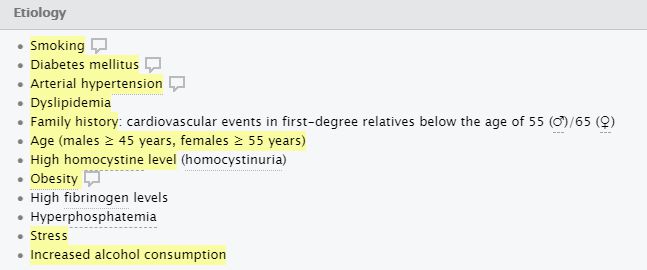 Etiology
• Smoking
• Diabetes mellitus
• Arterial hypertension
• Dyslipidemia
• Family history: cardiovascular events in first-degree relatives below the age of 55 (♂)/65 (♀)
• Age (males ≥ 45 years, females ≥ 55 years)
• High homocystine level (homocystinuria)
• Obesity
• High fibrinogen levels
• Hyperphosphatemia
• Stress
• Increased alcohol consumption